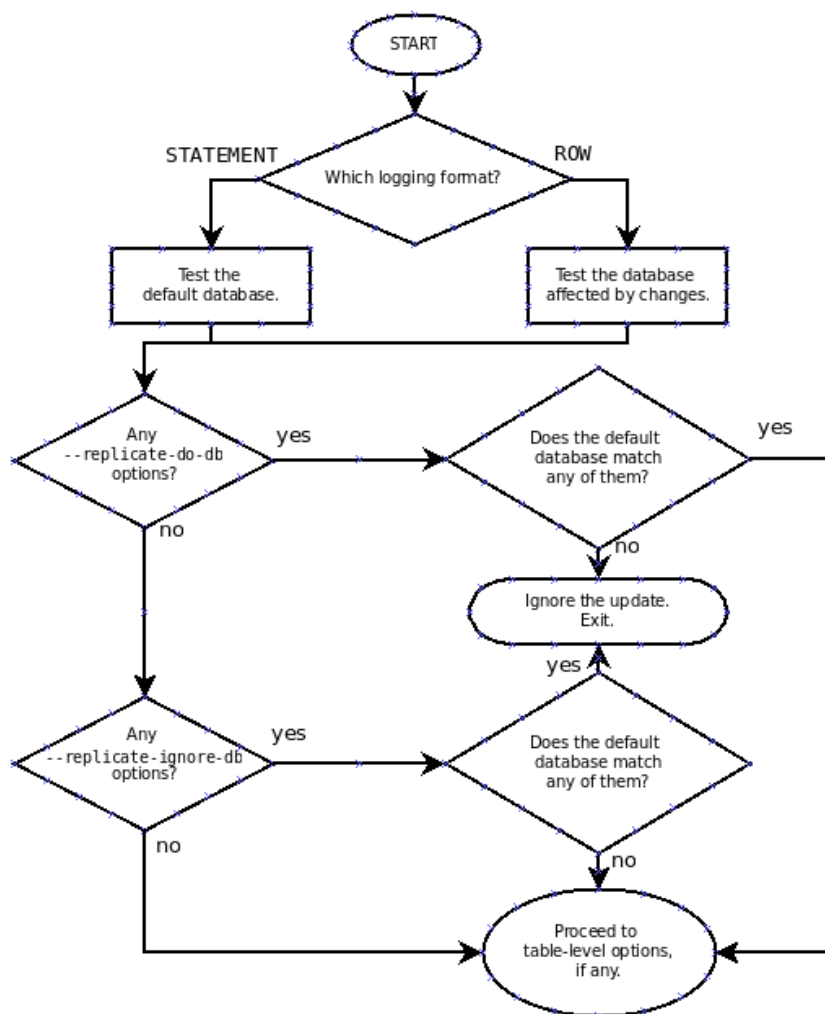 START
STATEMENT
ROW
Which logging format?
Test the
default database.
Test the database
affected by changes.
Any
--replicate-do-db
options?
yes
Does the default
database match
any of them?
yes
no
no
Ignore the update.
Exit.
yes
Any
--replicate-ignore-db
options?
yes
Does the default
database match
any of them?
no
no
Proceed to
table-level options,
if any.